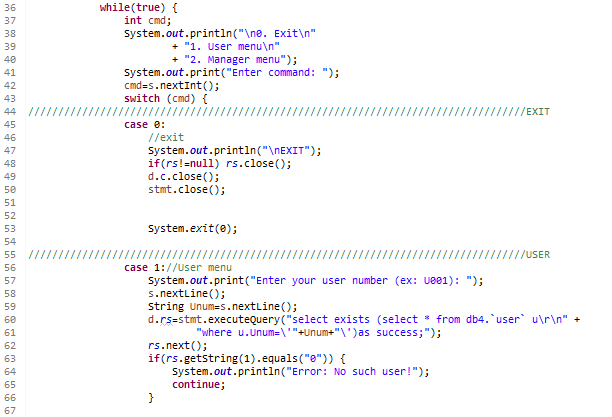 36 while(true) {
37 int cmd;
38 System.out.println("\n0. Exit\n"
39 + "1. User menu\n"
40 + "2. Manager menu");
41 System.out.print("Enter command: ");
42 cmd=s.nextInt();
43 switch (cmd) {
44 ///////////////////////////////////////////////////////////////////////////////////EXIT
45 case 0:
46 //exit
47 System.out.println("\nEXIT");
48 if(rs!=null) rs.close();
49 d.c.close();
50 stmt.close();
51
52
53 System.exit(0);
54
55 ///////////////////////////////////////////////////////////////////////////////////USER
56 case 1://User menu
57 System.out.print("Enter your user number (ex: U001): ");
58 s.nextLine();
59 String Unum=s.nextLine();
60 d.rs=stmt.executeQuery("select exists (select * from db4.`user` u\r\n" +
61 "where u.Unum=\'"+Unum+"\')as success;");
62 rs.next();
63 if(rs.getString(1).equals("0")) {
64 System.out.println("Error: No such user!");
65 continue;
66 }
67